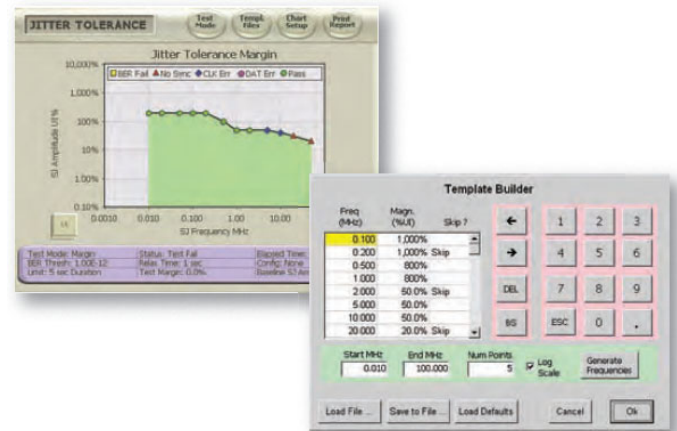 JITTER TOLERANCE
Test Mode
Templ. Files
Chart Setup
Print Report
Jitter Tolerance Margin
BER Fail No Sync CLK Err DAT Err Pass
10,000%
1,000%
100%
10%
1.00%
0.10%
SJ Amplitude UI%
0.0010 0.010 0.100 1.00 10.00
SJ Frequency MHz
Test Mode: Margin Status: Test Fail Elapsed Time:
BER Thresh: 1.00E-12 Relax Time: 1 sec Config: None
Limit: 5 sec Duration Test Margin: 0.0% Baseline SJ Am
Template Builder
Freq (MHz) Magn. (%UI) Skip ?
0.100 1,000%
0.200 1,000% Skip
0.500 800%
1.000 800%
2.000 50.0% Skip
5.000 50.0%
10.000 50.0%
20.000 20.0% Skip
1 2 3
4 5 6
DEL 7 8 9
BS ESC 0 .
Start MHz End MHz Num Points
0.010 100.000 5 Log Scale Generate Frequencies
Load File ... Save to File ... Load Defaults Cancel Ok